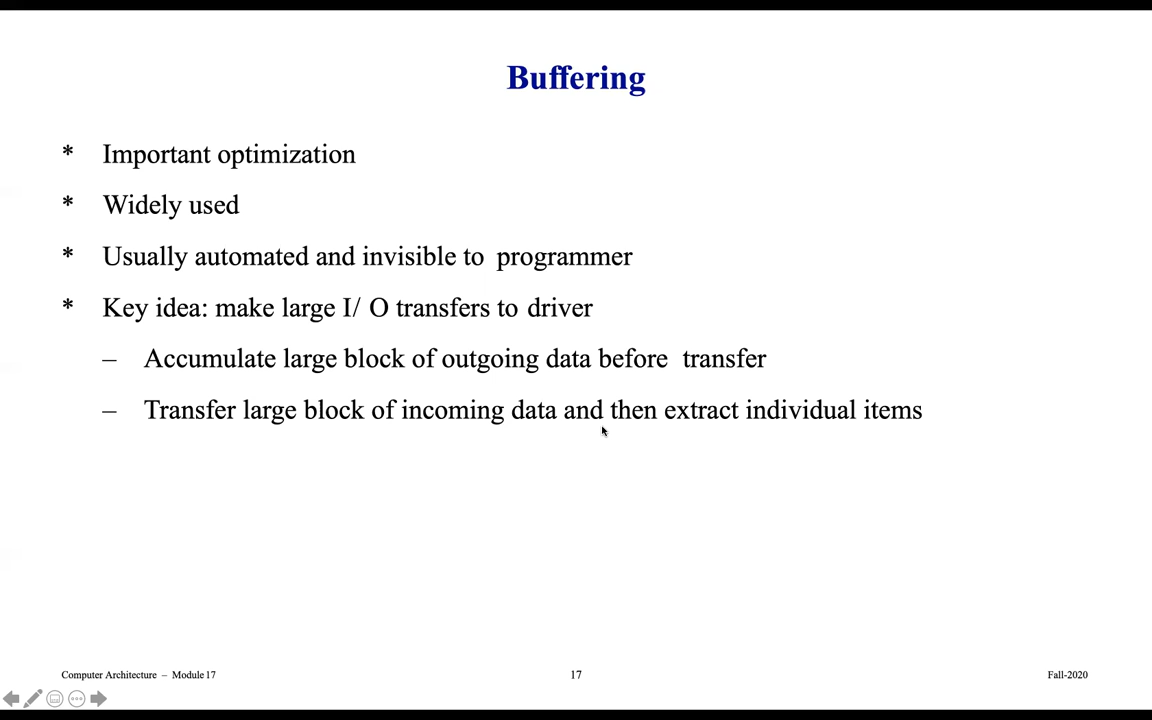 Buffering
* Important optimization
* Widely used
* Usually automated and invisible to programmer
* Key idea: make large I/ O transfers to driver
– Accumulate large block of outgoing data before transfer
– Transfer large block of incoming data and then extract individual items
Computer Architecture – Module 17 17 Fall-2020